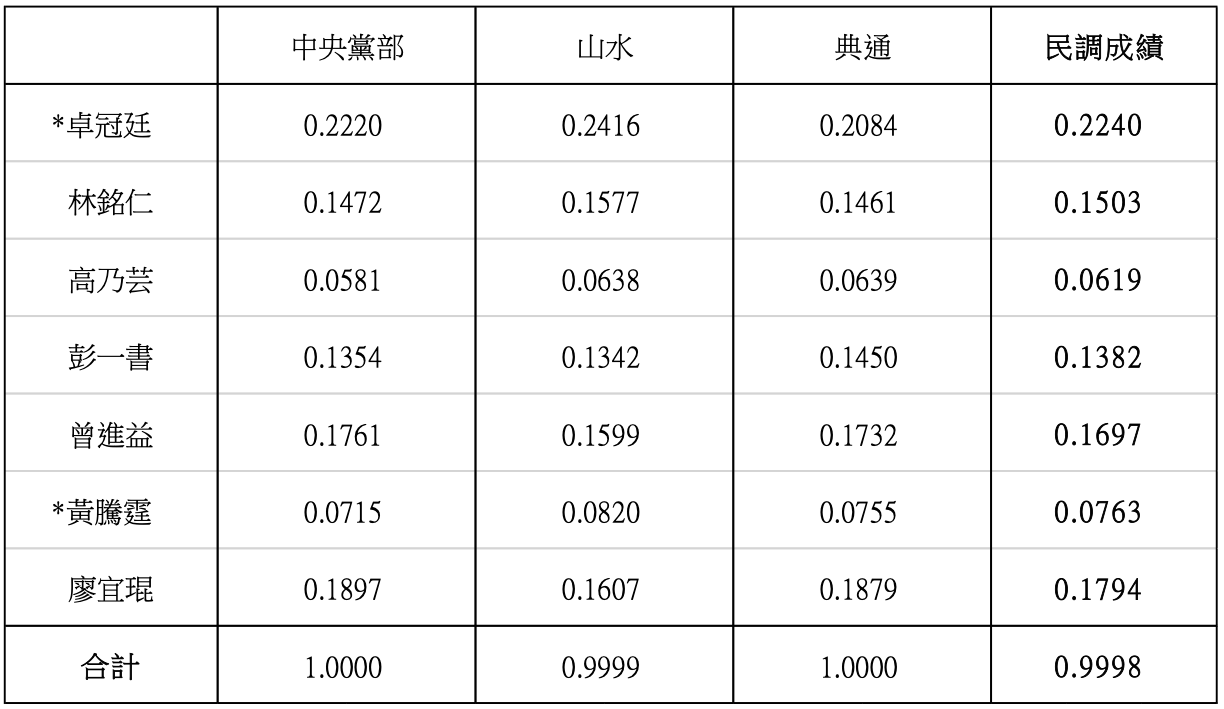 中央黨部 山水 典通 民調成績
*卓冠廷 0.2220 0.2416 0.2084 0.2240
林銘仁 0.1472 0.1577 0.1461 0.1503
高乃芸 0.0581 0.0638 0.0639 0.0619
彭一書 0.1354 0.1342 0.1450 0.1382
曾進益 0.1761 0.1599 0.1732 0.1697
*黃騰霆 0.0715 0.0820 0.0755 0.0763
廖宜琨 0.1897 0.1607 0.1879 0.1794
合計 1.0000 0.9999 1.0000 0.9998